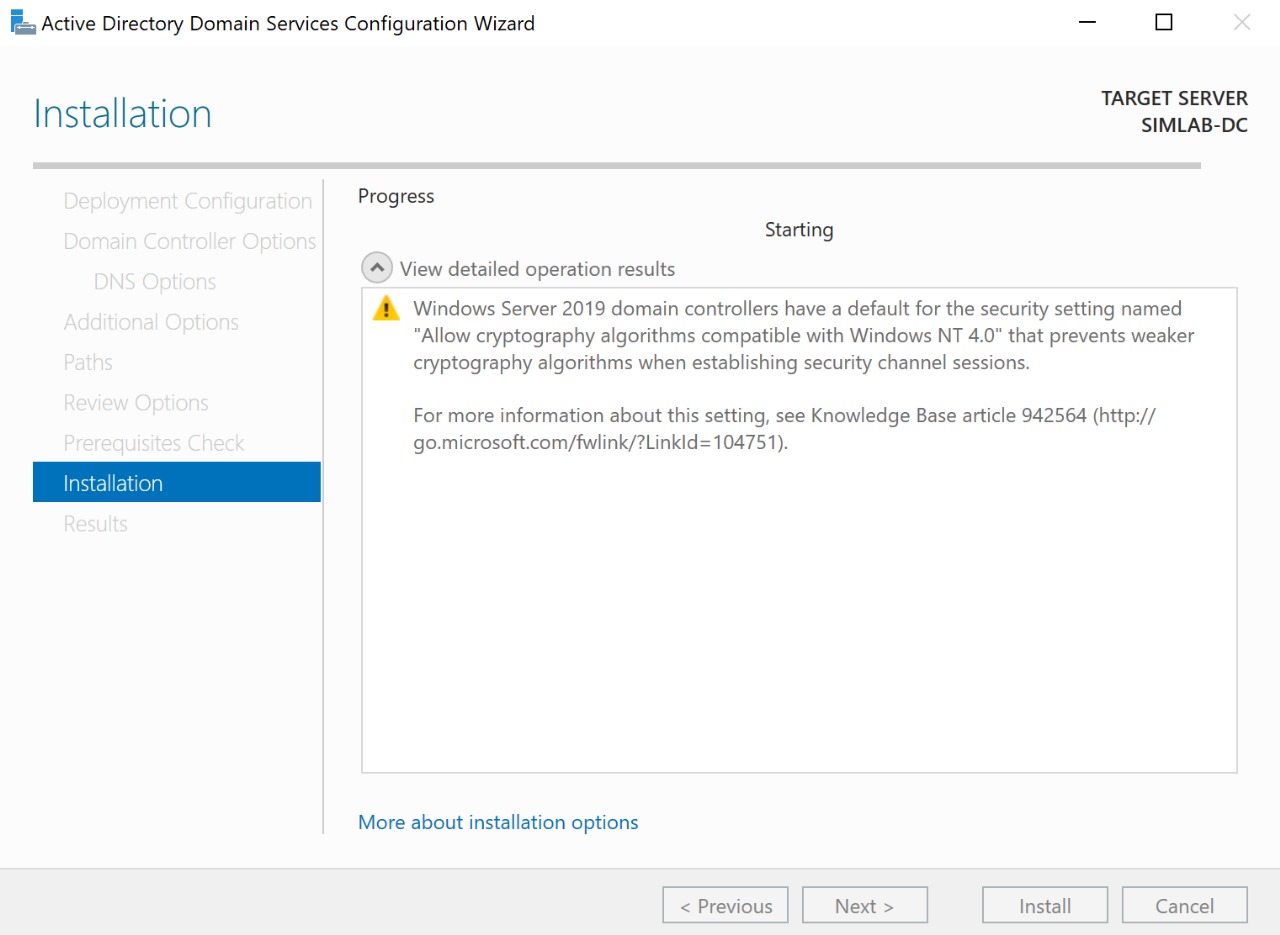 Active Directory Domain Services Configuration Wizard
Installation
TARGET SERVER
SIMLAB-DC
Deployment Configuration
Domain Controller Options
DNS Options
Additional Options
Paths
Review Options
Prerequisites Check
Installation
Results
Progress
Starting
View detailed operation results
Windows Server 2019 domain controllers have a default for the security setting named
"Allow cryptography algorithms compatible with Windows NT 4.0" that prevents weaker
cryptography algorithms when establishing security channel sessions.
For more information about this setting, see Knowledge Base article 942564 (http://
go.microsoft.com/fwlink/?LinkId=104751).
More about installation options
< Previous
Next >
Install
Cancel